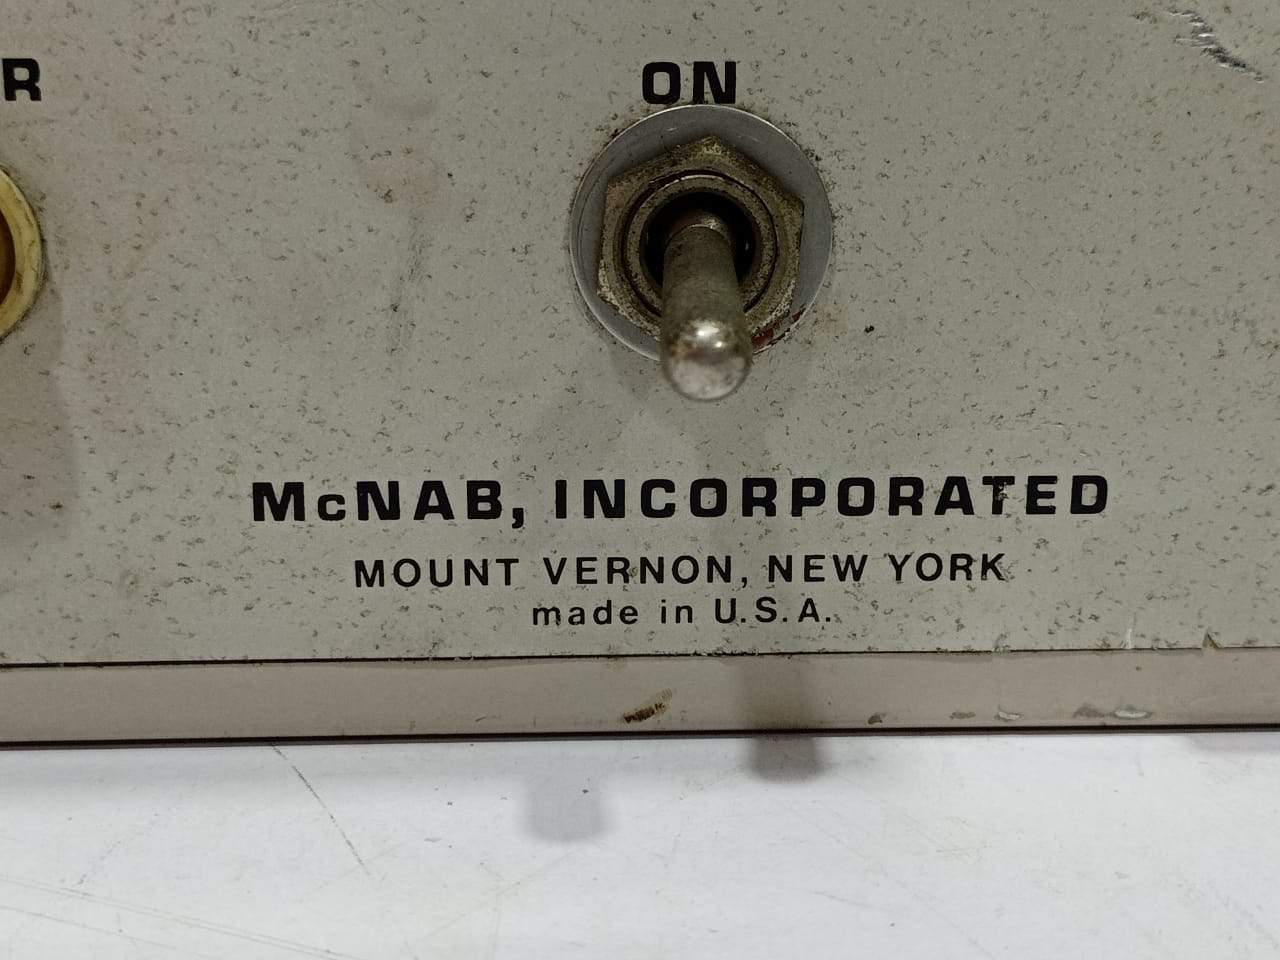 R
ON
McNAB, INCORPORATED
MOUNT VERNON, NEW YORK
made in U.S.A.